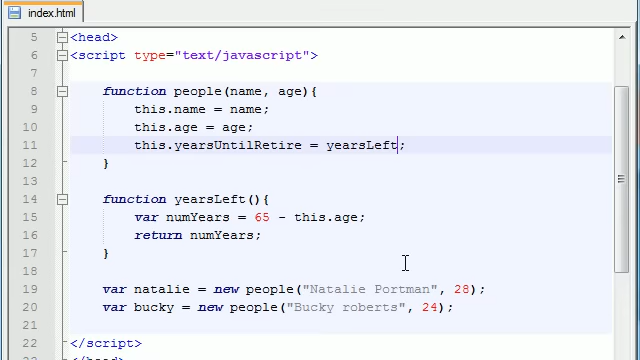 index.html
5 <head>
6 <script type="text/javascript">
7
8 function people(name, age){
9 this.name = name;
10 this.age = age;
11 this.yearsUntilRetire = yearsLeft;
12 }
13
14 function yearsLeft(){
15 var numYears = 65 - this.age;
16 return numYears;
17 }
18
19 var natalie = new people("Natalie Portman", 28);
20 var bucky = new people("Bucky roberts", 24);
21
22 </script>